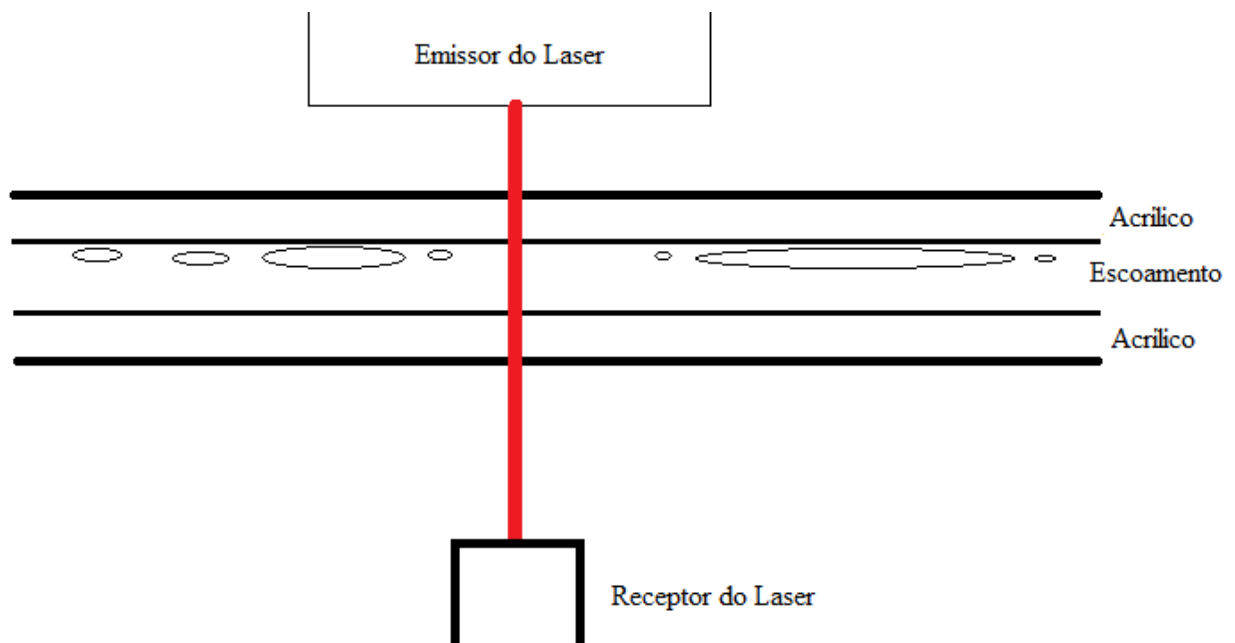 Emissor do Laser
Acrílico
Escoamento
Acrílico
Receptor do Laser